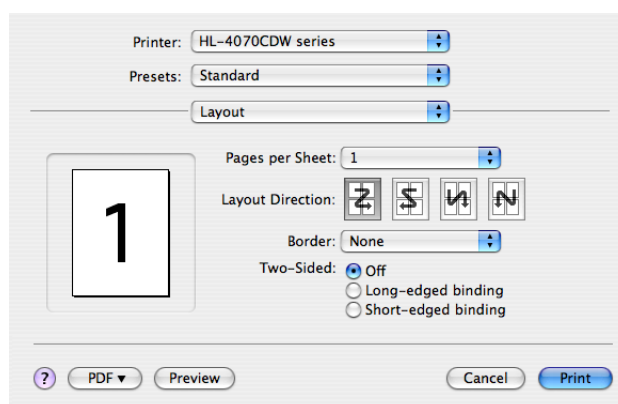 Printer: HL-4070CDW series
Presets: Standard
Layout
Pages per Sheet: 1
Layout Direction:
1
Border: None
Two-Sided: Off
Long-edged binding
Short-edged binding
? PDF▼ Preview Cancel Print